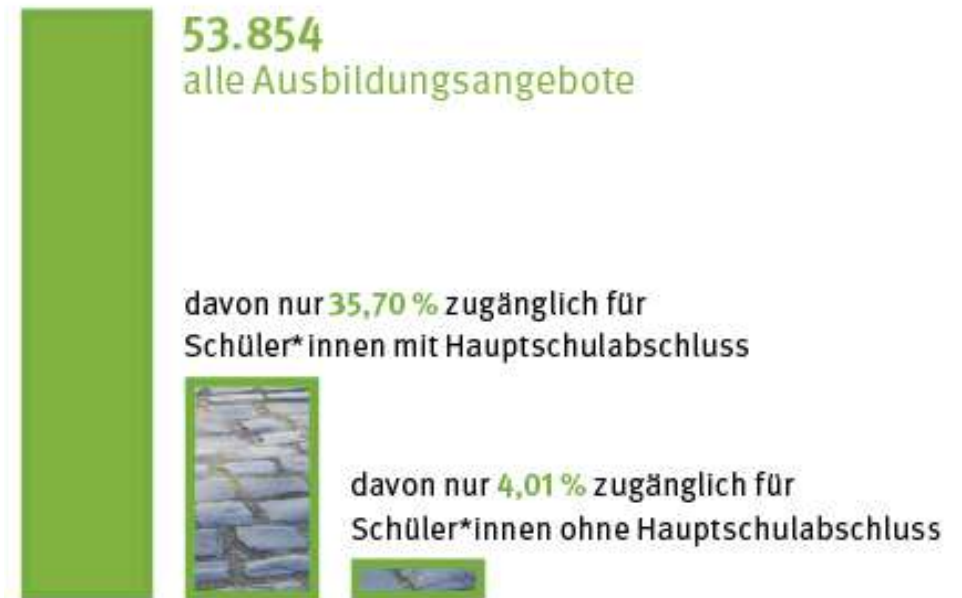 53.854
alle Ausbildungsangebote
davon nur 35,70 % zugänglich für
Schüler*innen mit Hauptschulabschluss
davon nur 4,01 % zugänglich für
Schüler*innen ohne Hauptschulabschluss